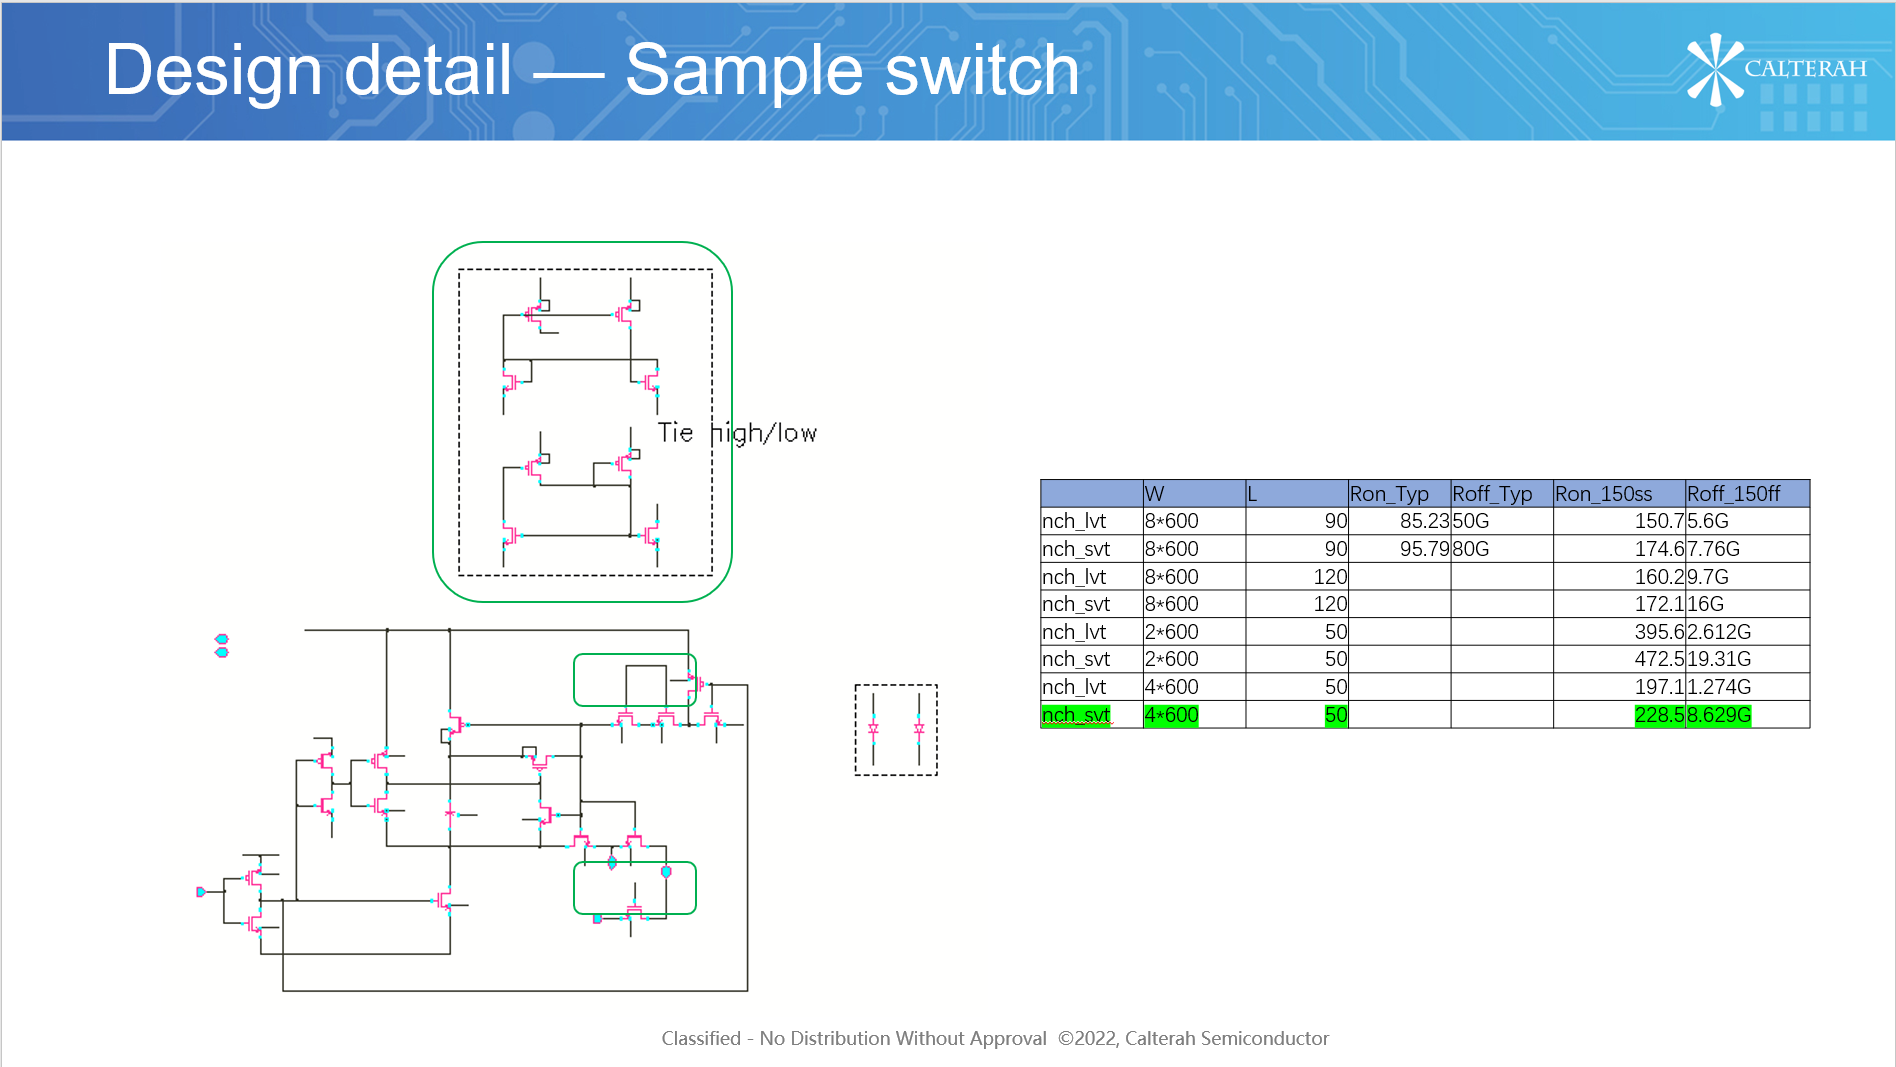 Design detail — Sample switch
CALTERAH
Tie high/low
W L Ron_Typ Roff_Typ Ron_150ss Roff_150ff
nch_lvt 8*600 90 85.23 50G 150.7 5.6G
nch_svt 8*600 90 95.79 80G 174.6 7.76G
nch_lvt 8*600 120 160.2 9.7G
nch_svt 8*600 120 172.1 16G
nch_lvt 2*600 50 395.6 2.612G
nch_svt 2*600 50 472.5 19.31G
nch_lvt 4*600 50 197.1 1.274G
nch_svt 4*600 50 228.5 8.629G
Classified - No Distribution Without Approval ©2022, Calterah Semiconductor